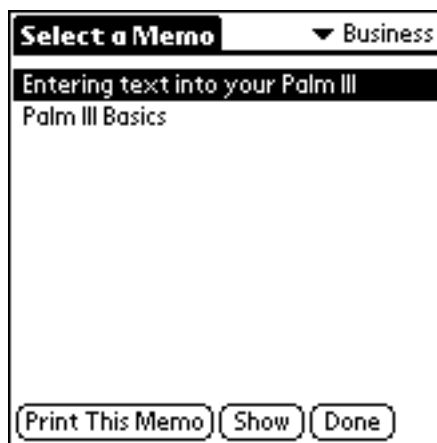 Select a Memo Business
Entering text into your Palm III
Palm III Basics
Print This Memo Show Done